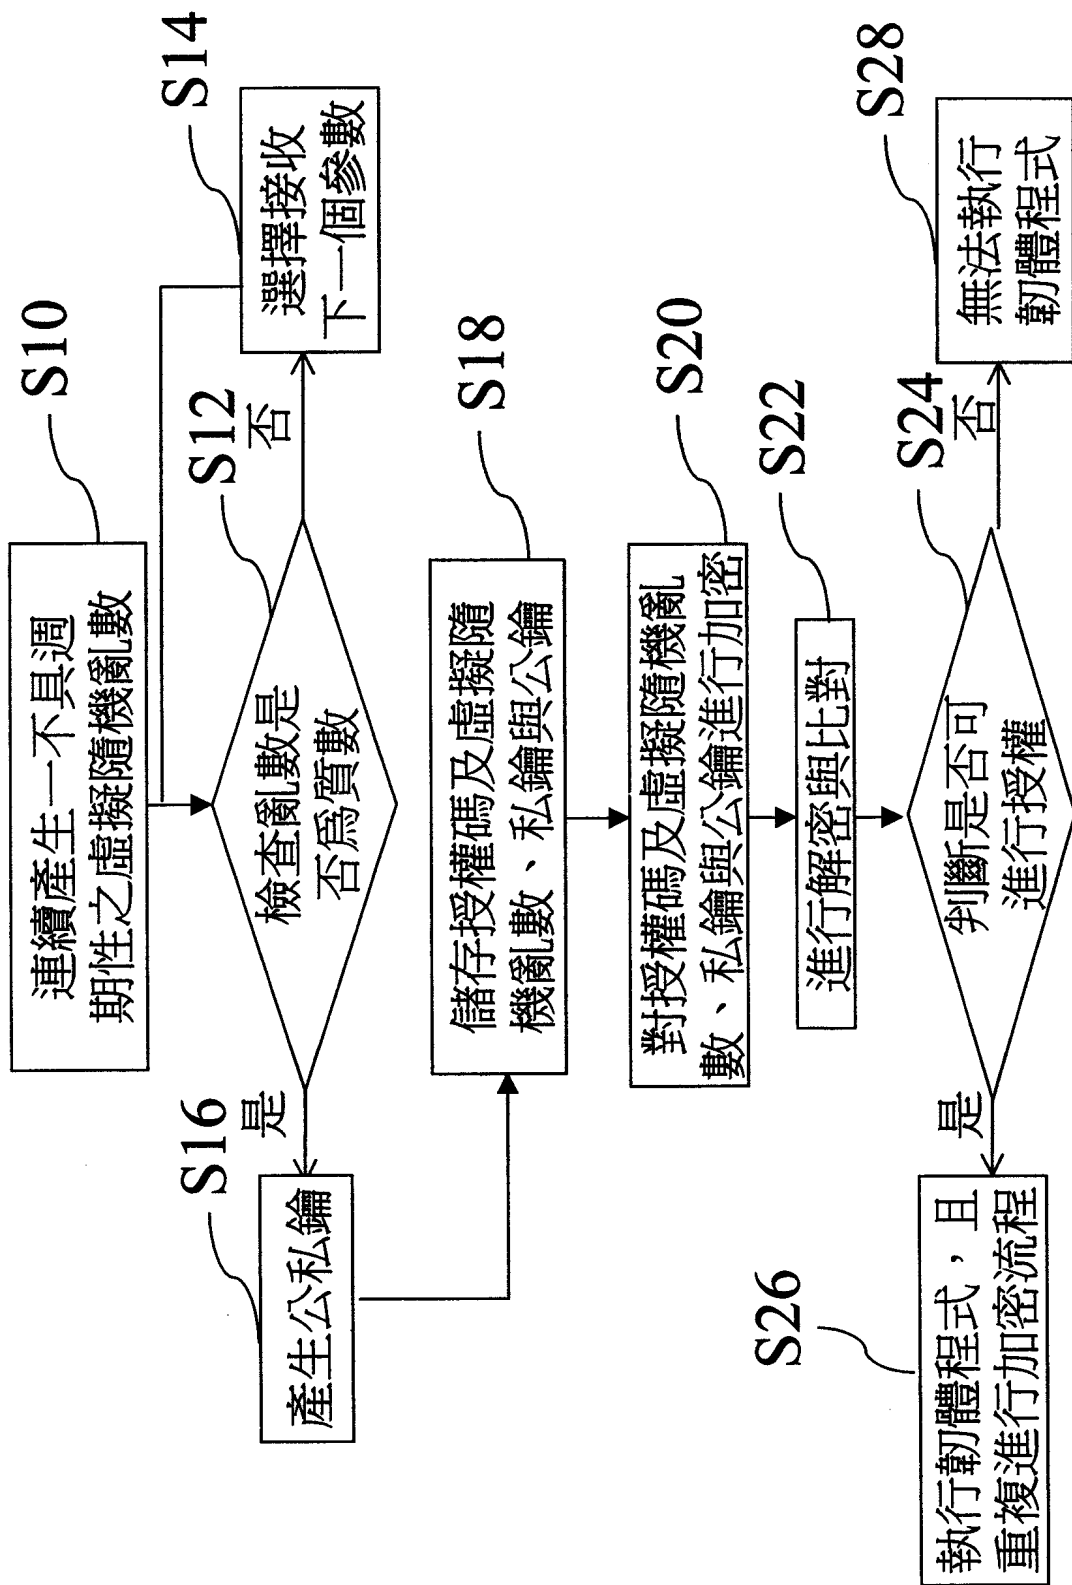 S10
連續產生一不具週
期性之虛擬隨機亂數
S12
檢查亂數是
否為質數
否
S14
選擇接收
下一個參數
是
S16
產生公私鑰
S18
儲存授權碼及虛擬隨
機亂數、私鑰與公鑰
S20
對授權碼及虛擬隨機亂
數、私鑰與公鑰進行加密
S22
進行解密與比對
S24
判斷是否可
進行授權
否
S28
無法執行
韌體程式
是
S26
執行韌體程式，且
重複進行加密流程